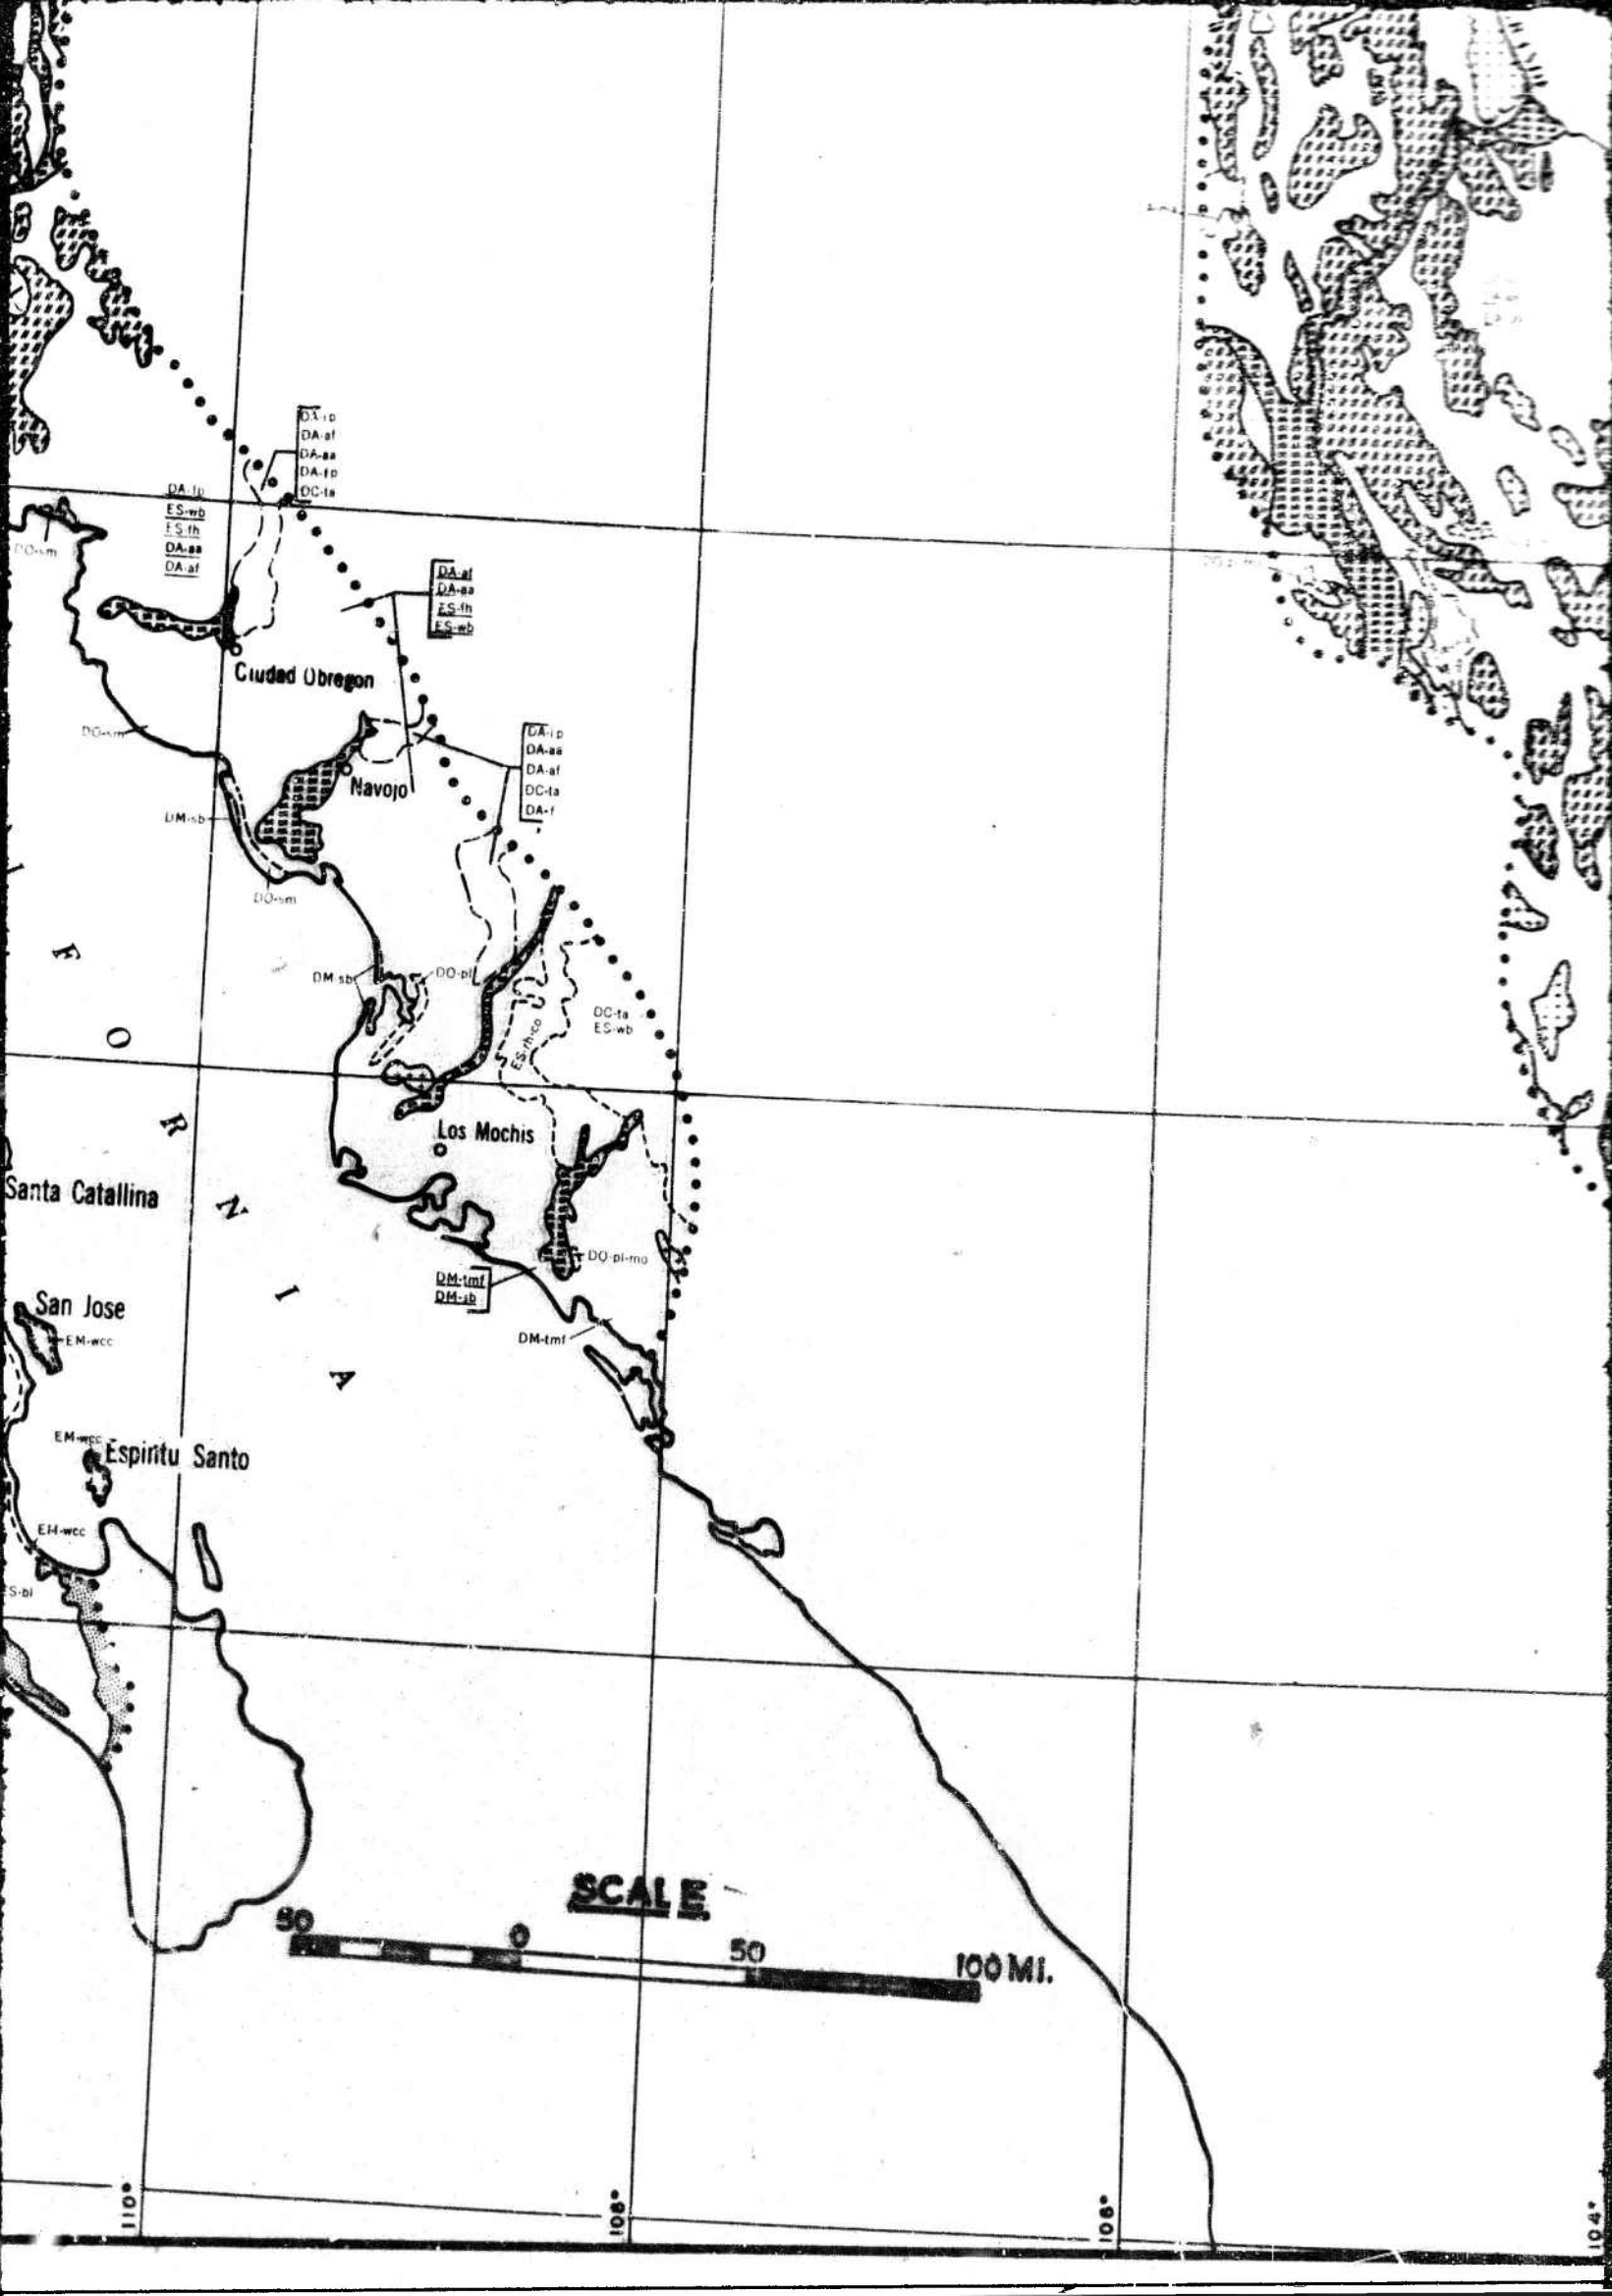 DA-fp
DA-af
DA-aa
DA-fp
DC-ta
DA-fp
ES-wb
ES-fh
DA-aa
DA-af
DO-sm
DA-af
DA-aa
ES-fh
ES-wb
Ciudad Obregon
DO-sm
DA-aa
DA-af
DC-ta
DA-f
Navojo
DM-sb
DO-sm
I
F
O
R
N
I
A
DM-sb
DO-pl
DC-ta
ES-wb
ES-rh-co
Los Mochis
Santa Catallina
DO-pl-mo
DM-tmf
DM-sb
San Jose
EM-wcc
DM-tmf
EM-wcc
Espiritu Santo
EM-wcc
ES-bl
SCALE
50 0 50 100 MI.
110° 108° 106° 104°